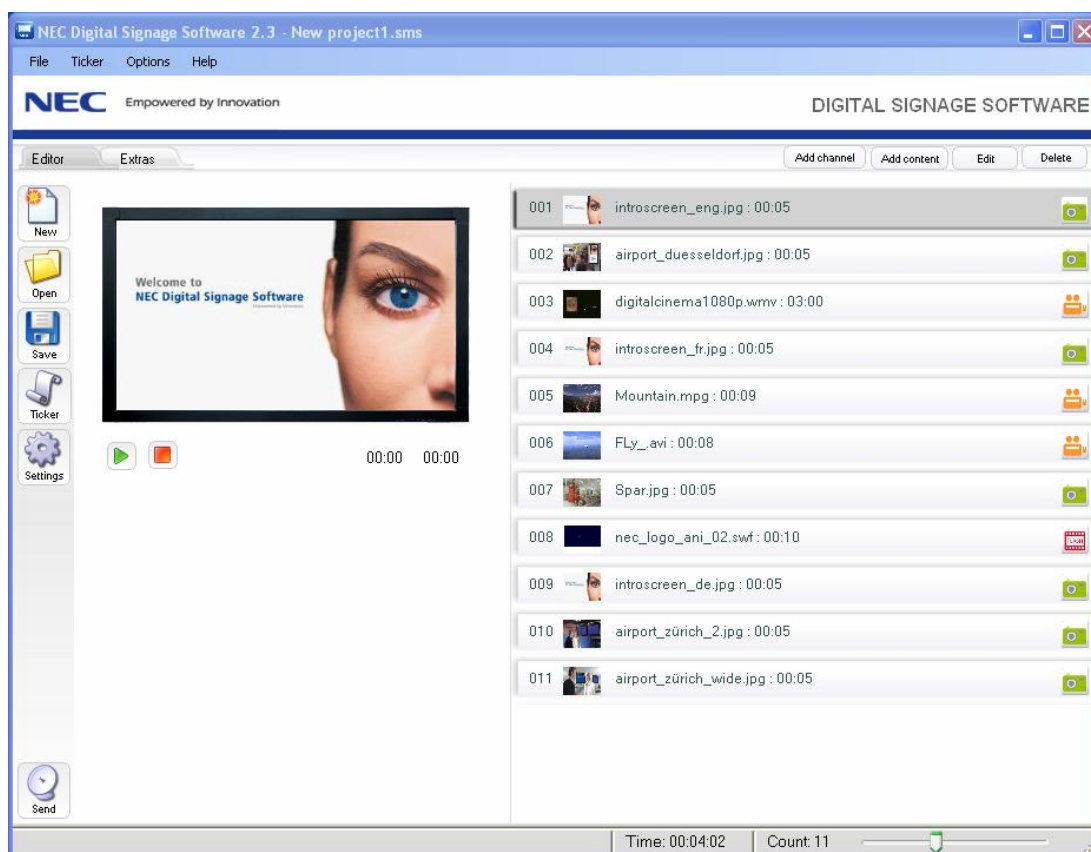 NEC Digital Signage Software 2.3 - New project1.sms
File Ticker Options Help
NEC Empowered by Innovation
DIGITAL SIGNAGE SOFTWARE
Editor Extras
Add channel Add content Edit Delete
New
Open
Save
Ticker
Settings
Send
Welcome to
NEC Digital Signage Software
Empowered by Innovation
00:00 00:00
001 introscreen_eng.jpg : 00:05
002 airport_duesseldorf.jpg : 00:05
003 digitalcinema1080p.wmv : 03:00
004 introscreen_fr.jpg : 00:05
005 Mountain.mpg : 00:09
006 FLy_.avi : 00:08
007 Spar.jpg : 00:05
008 nec_logo_ani_02.swf : 00:10
FLASH
009 introscreen_de.jpg : 00:05
010 airport_zürich_2.jpg : 00:05
011 airport_zürich_wide.jpg : 00:05
Time: 00:04:02 Count: 11